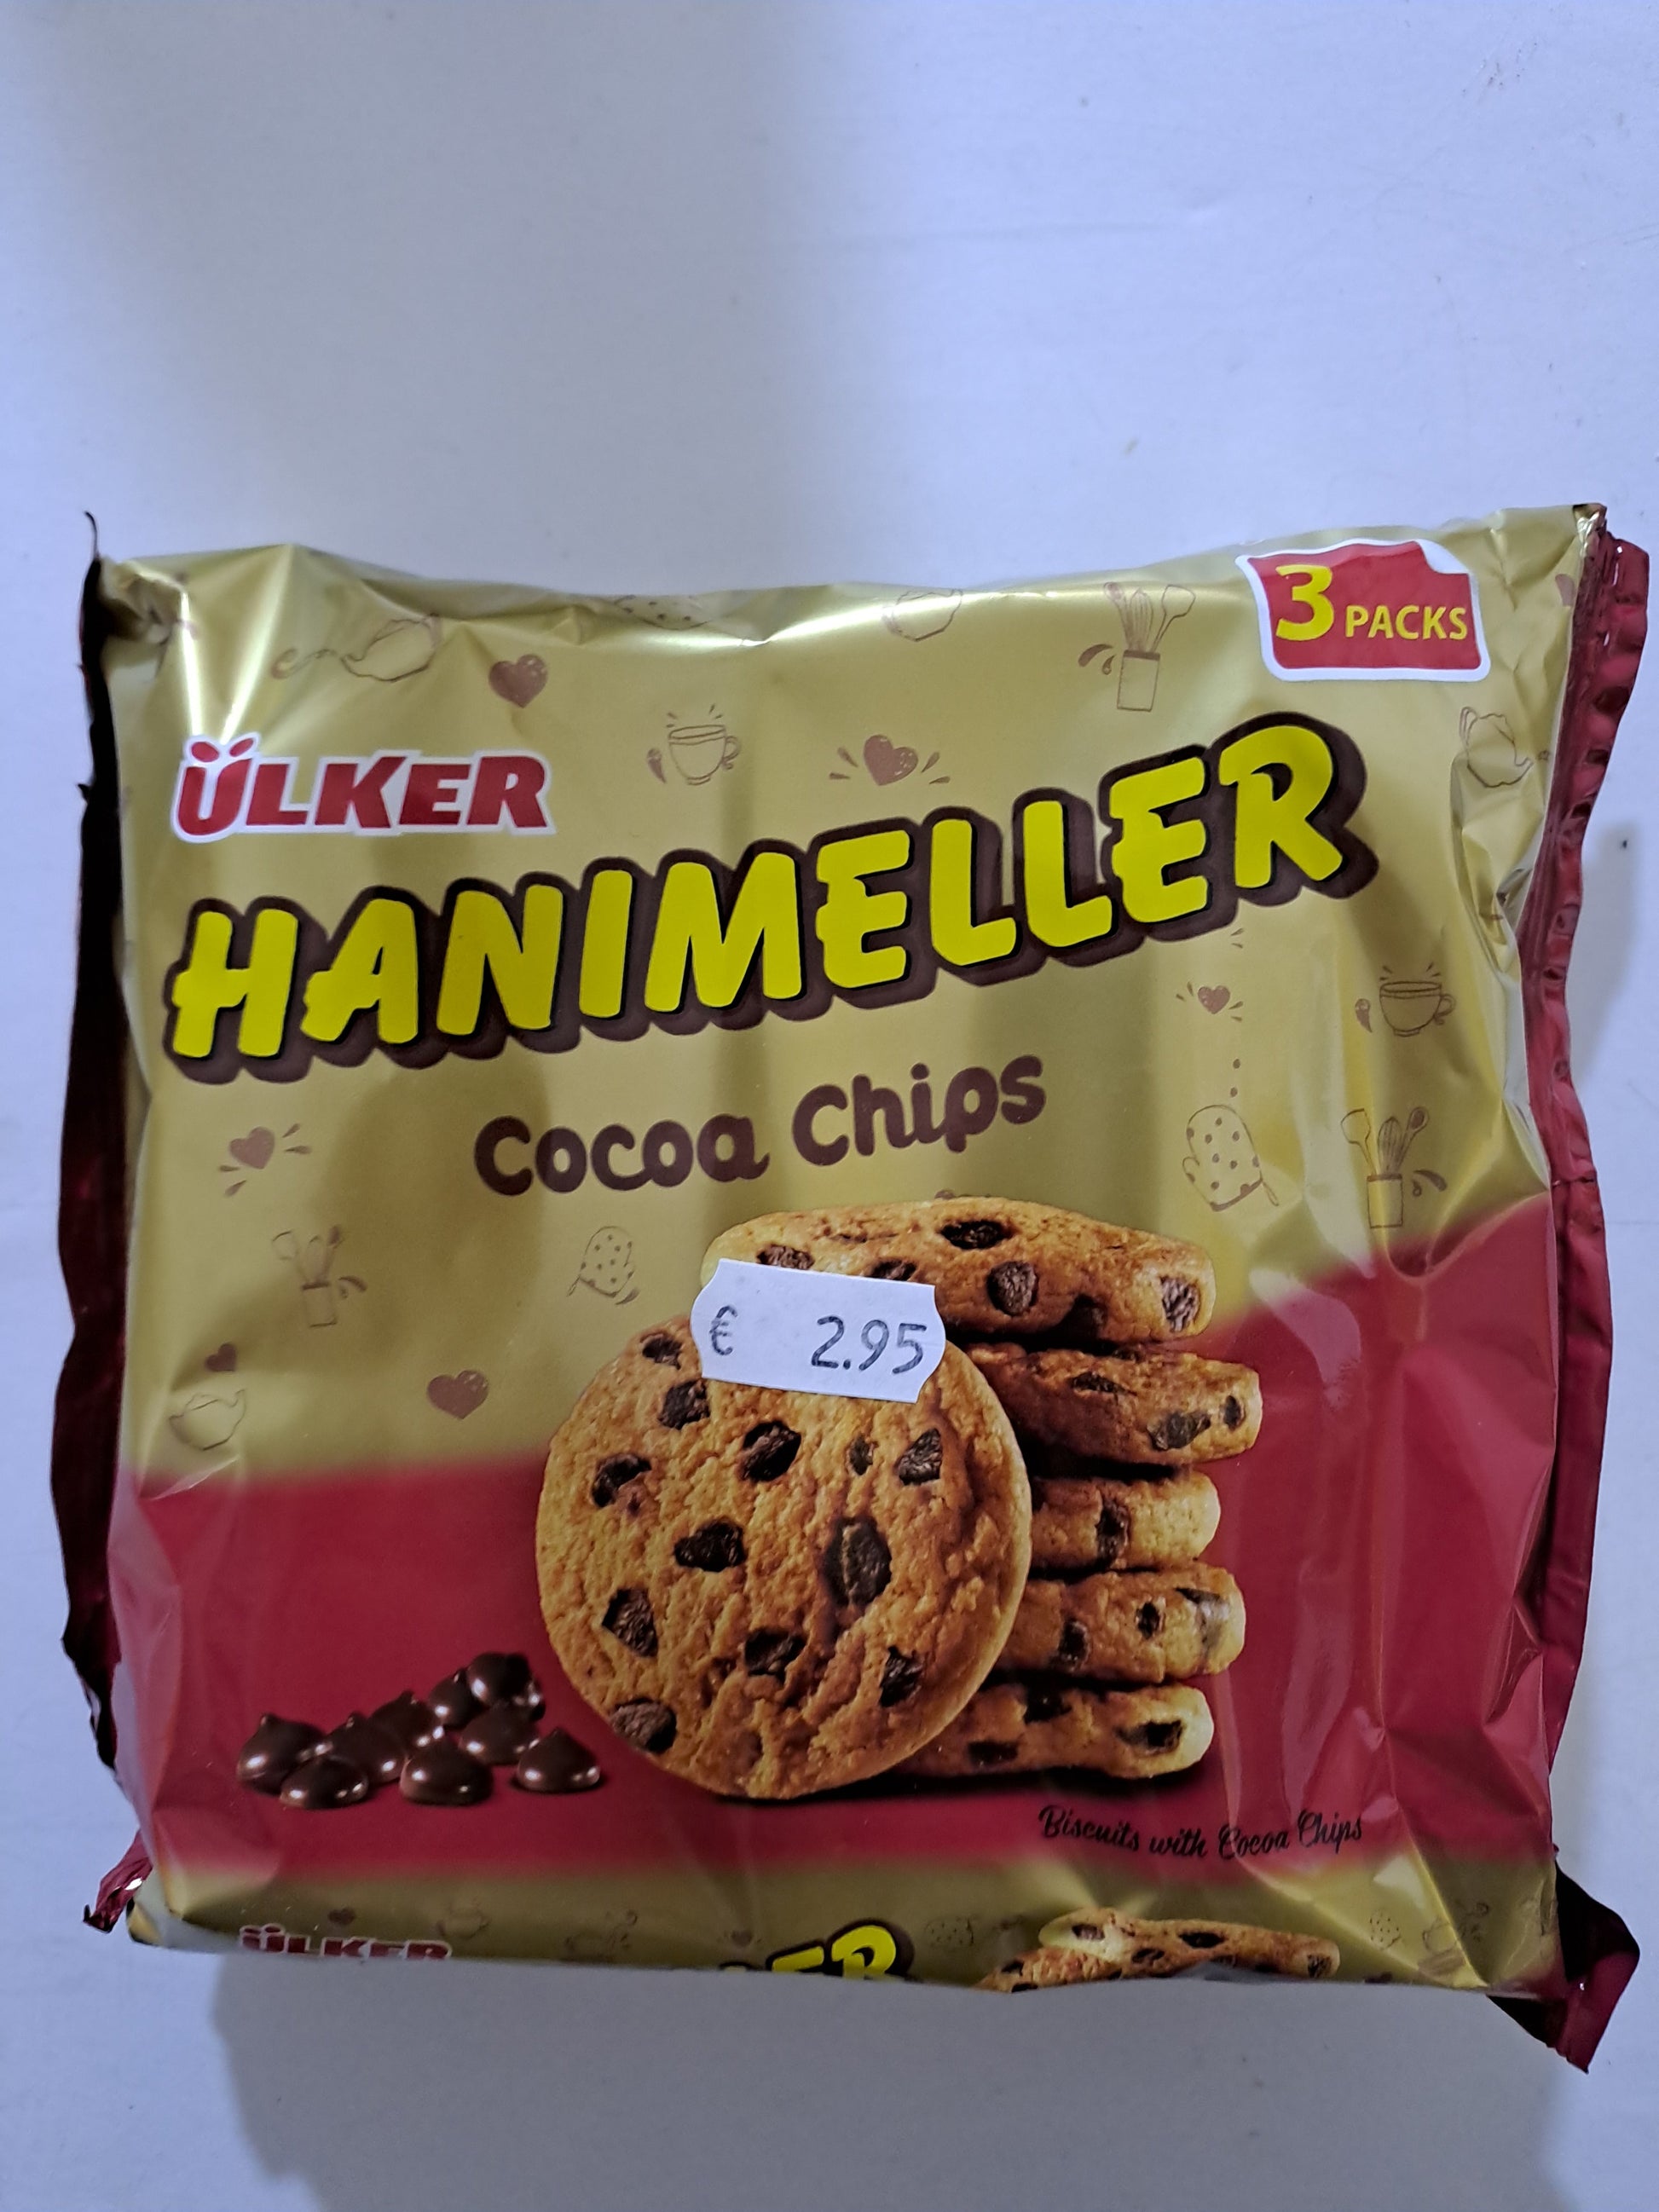 3 PACKS
ÜLKER
HANIMELLER
Cocoa Chips
€ 2.95
Biscuits with Cocoa Chips
ÜLKER